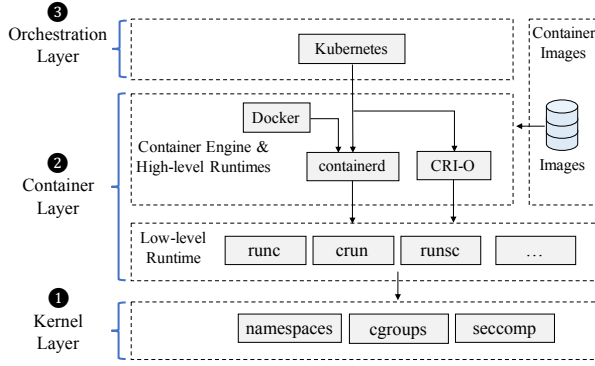 ❸
Orchestration
Layer
Kubernetes
Container
Images
Images
❷
Container
Layer
Docker
Container Engine &
High-level Runtimes
containerd
CRI-O
Low-level
Runtime
runc
crun
runsc
…
❶
Kernel
Layer
namespaces
cgroups
seccomp